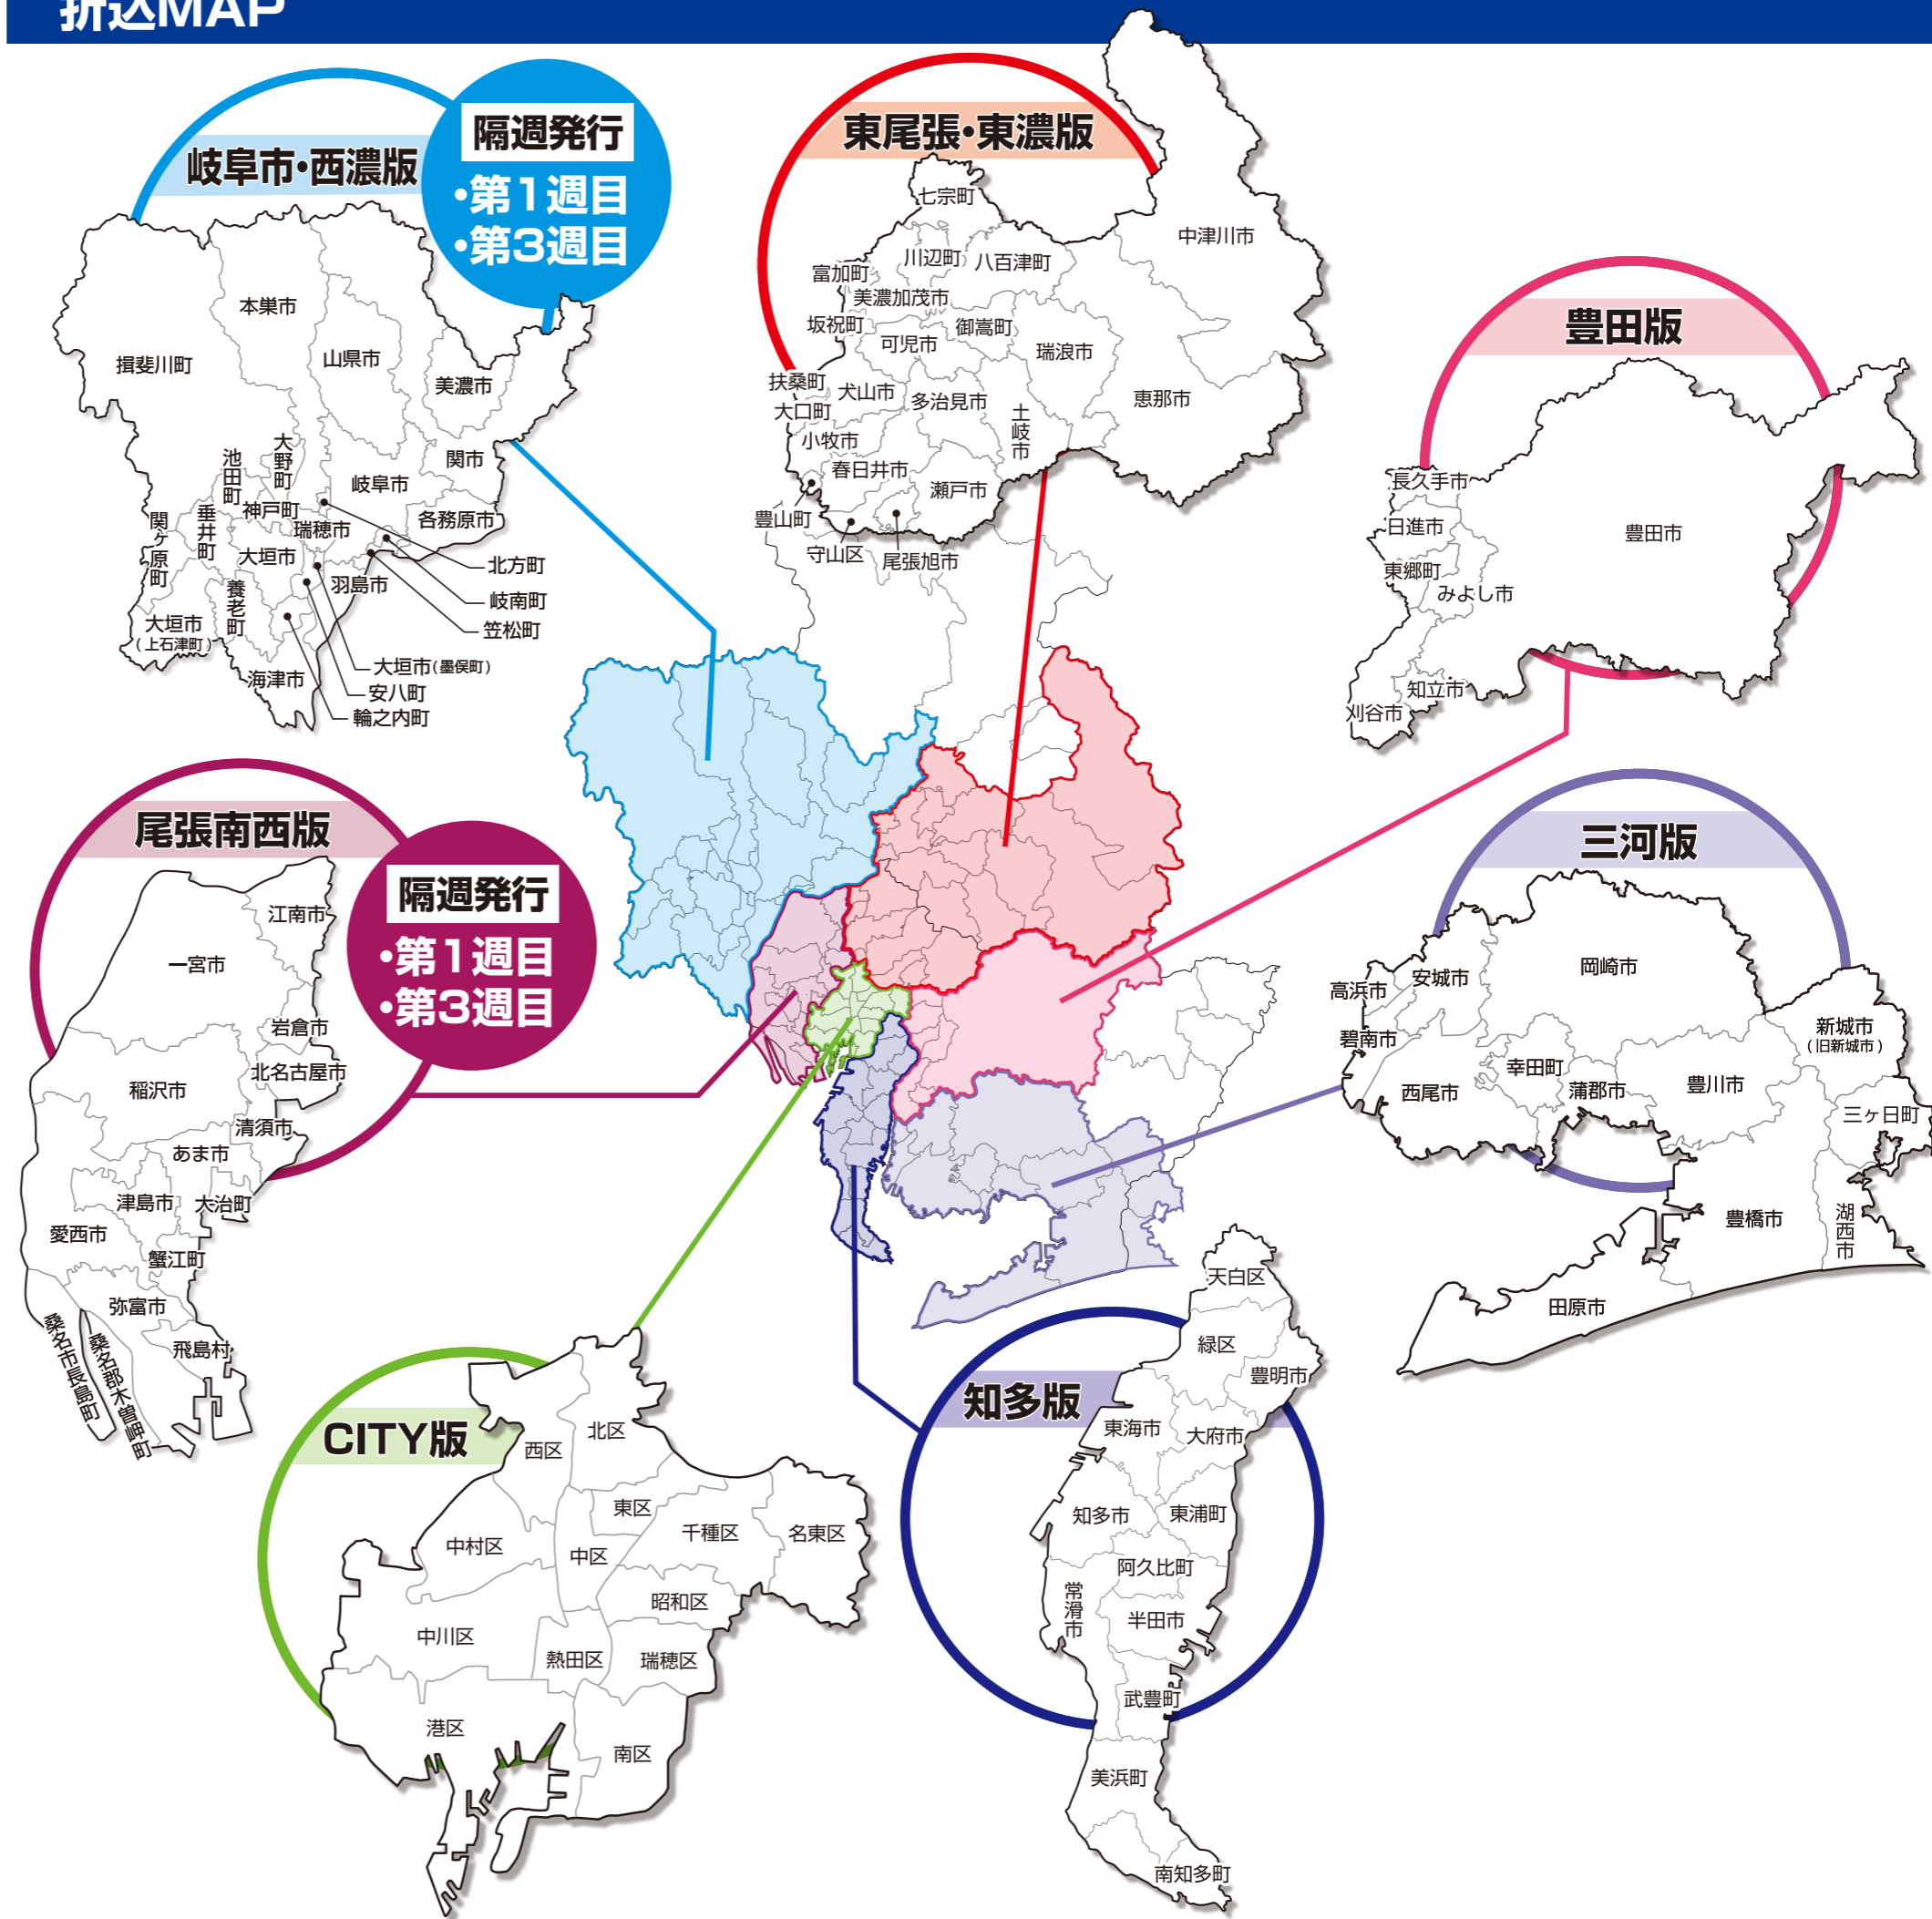 折込MAP
岐阜市・西濃版
隔週発行
・第1週目
・第3週目
本巣市
揖斐川町
山県市
美濃市
大野町
池田町
関市
岐阜市
神戸町
垂井町
関ヶ原町
瑞穂市
各務原市
大垣市
養老町
羽島市
北方町
岐南町
笠松町
大垣市
(上石津町)
大垣市(墨俣町)
海津市
安八町
輪之内町
東尾張・東濃版
七宗町
中津川市
川辺町
八百津町
富加町
美濃加茂市
坂祝町
御嵩町
可児市
瑞浪市
扶桑町
犬山市
多治見市
恵那市
大口町
土岐市
小牧市
春日井市
瀬戸市
豊山町
守山区
尾張旭市
豊田版
長久手市
日進市
豊田市
東郷町
みよし市
知立市
刈谷市
尾張南西版
隔週発行
・第1週目
・第3週目
江南市
一宮市
岩倉市
北名古屋市
稲沢市
清須市
あま市
津島市
大治町
愛西市
蟹江町
弥富市
飛島村
桑名市長島町
桑名郡木曽岬町
三河版
岡崎市
安城市
高浜市
碧南市
新城市
(旧新城市)
幸田町
西尾市
蒲郡市
豊川市
三ヶ日町
豊橋市
湖西市
田原市
CITY版
北区
西区
東区
千種区
名東区
中村区
中区
昭和区
中川区
熱田区
瑞穂区
港区
南区
知多版
天白区
緑区
豊明市
東海市
大府市
知多市
東浦町
阿久比町
常滑市
半田市
武豊町
美浜町
南知多町